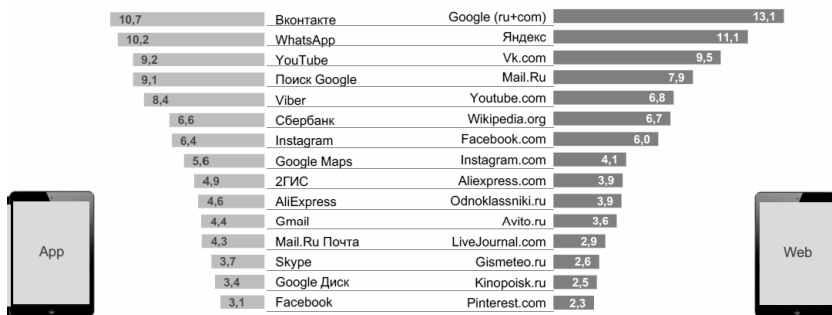 10,7 Вконтакте Google (ru+com) 13,1
10,2 WhatsApp Яндекс 11,1
9,2 YouTube Vk.com 9,5
9,1 Поиск Google Mail.Ru 7,9
8,4 Viber Youtube.com 6,8
6,6 Сбербанк Wikipedia.org 6,7
6,4 Instagram Facebook.com 6,0
5,6 Google Maps Instagram.com 4,1
4,9 2ГИС Aliexpress.com 3,9
4,6 AliExpress Odnoklassniki.ru 3,9
4,4 Gmail Avito.ru 3,6
4,3 Mail.Ru Почта LiveJournal.com 2,9
App Web
3,7 Skype Gismeteo.ru 2,6
3,4 Google Диск Kinopoisk.ru 2,5
3,1 Facebook Pinterest.com 2,3